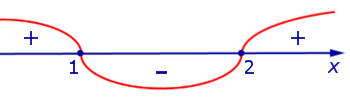 + – +
1 2 x